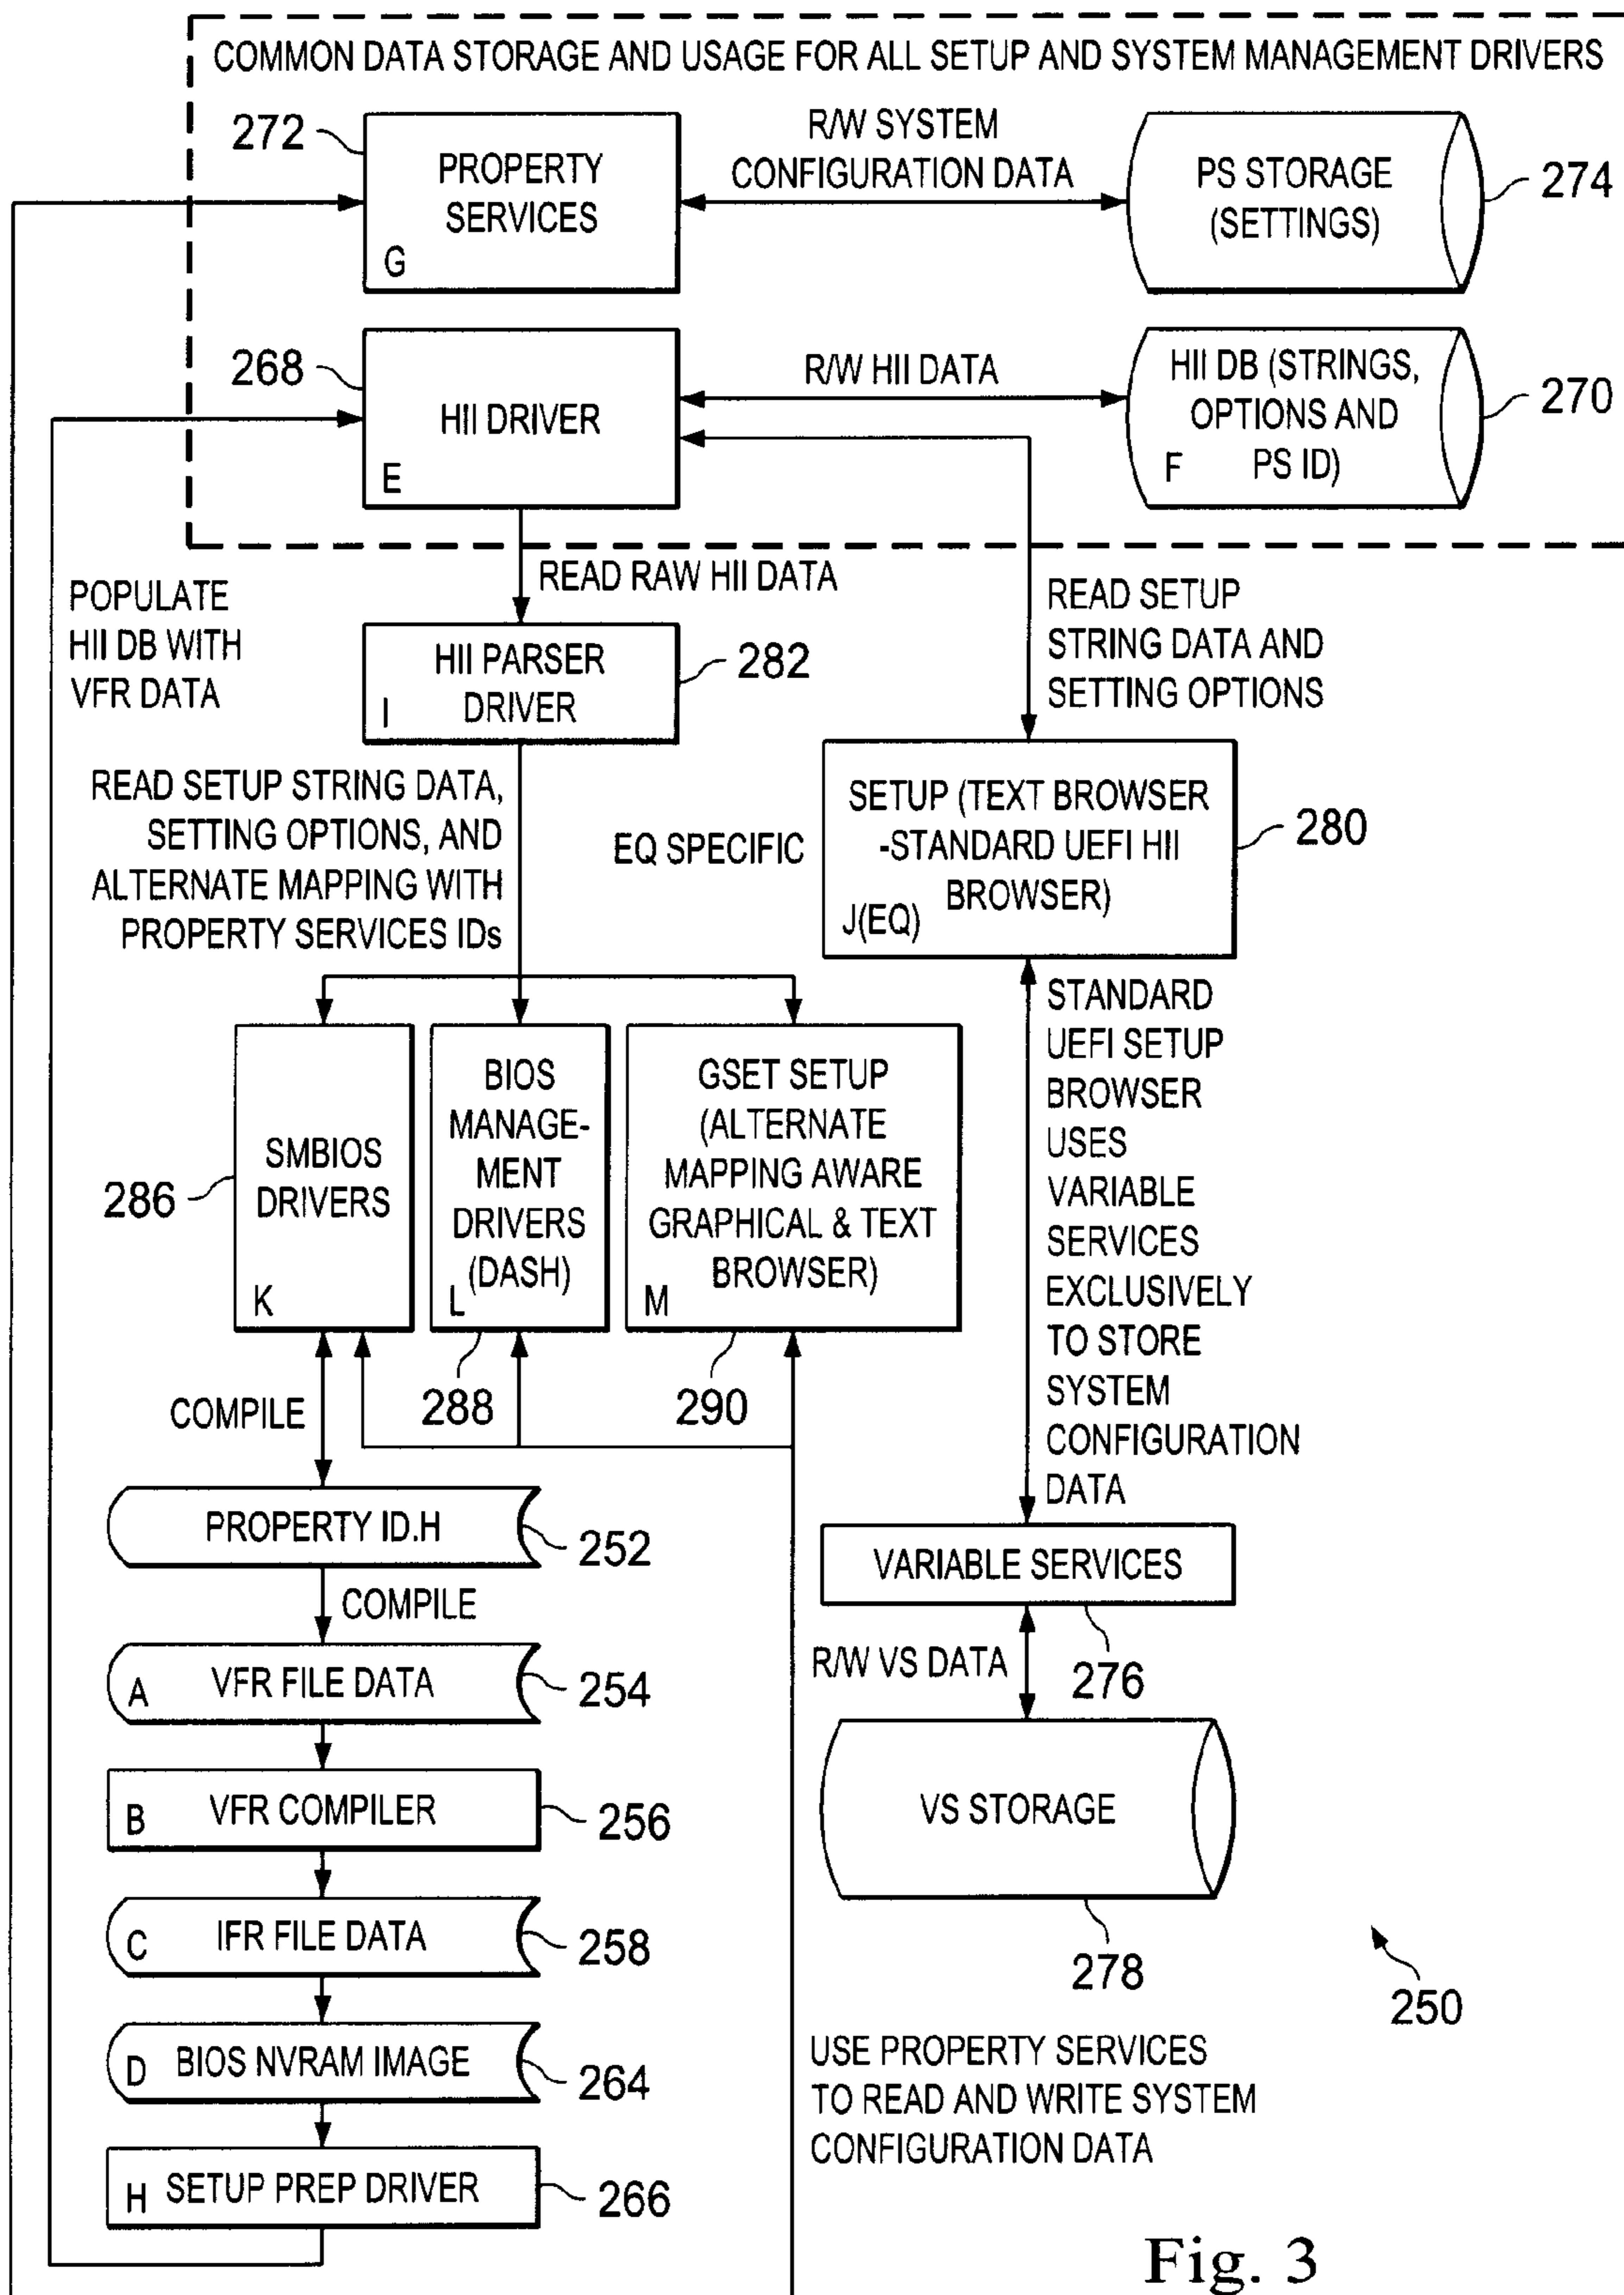 COMMON DATA STORAGE AND USAGE FOR ALL SETUP AND SYSTEM MANAGEMENT DRIVERS
272
PROPERTY
SERVICES
G
R/W SYSTEM
CONFIGURATION DATA
PS STORAGE
(SETTINGS)
274
268
HII DRIVER
E
R/W HII DATA
HII DB (STRINGS,
OPTIONS AND
F PS ID)
270
POPULATE
HII DB WITH
VFR DATA
READ RAW HII DATA
HII PARSER
I DRIVER
282
READ SETUP
STRING DATA AND
SETTING OPTIONS
READ SETUP STRING DATA,
SETTING OPTIONS, AND
ALTERNATE MAPPING WITH
PROPERTY SERVICES IDs
EQ SPECIFIC
SETUP (TEXT BROWSER
-STANDARD UEFI HII
BROWSER)
J(EQ)
280
286
SMBIOS
DRIVERS
K
BIOS
MANAGE-
MENT
DRIVERS
(DASH)
L
288
GSET SETUP
(ALTERNATE
MAPPING AWARE
GRAPHICAL & TEXT
BROWSER)
M
290
STANDARD
UEFI SETUP
BROWSER
USES
VARIABLE
SERVICES
EXCLUSIVELY
TO STORE
SYSTEM
CONFIGURATION
DATA
COMPILE
PROPERTY ID.H
252
COMPILE
A VFR FILE DATA
254
B VFR COMPILER
256
C IFR FILE DATA
258
D BIOS NVRAM IMAGE
264
H SETUP PREP DRIVER
266
VARIABLE SERVICES
276
R/W VS DATA
VS STORAGE
278
250
USE PROPERTY SERVICES
TO READ AND WRITE SYSTEM
CONFIGURATION DATA
Fig. 3